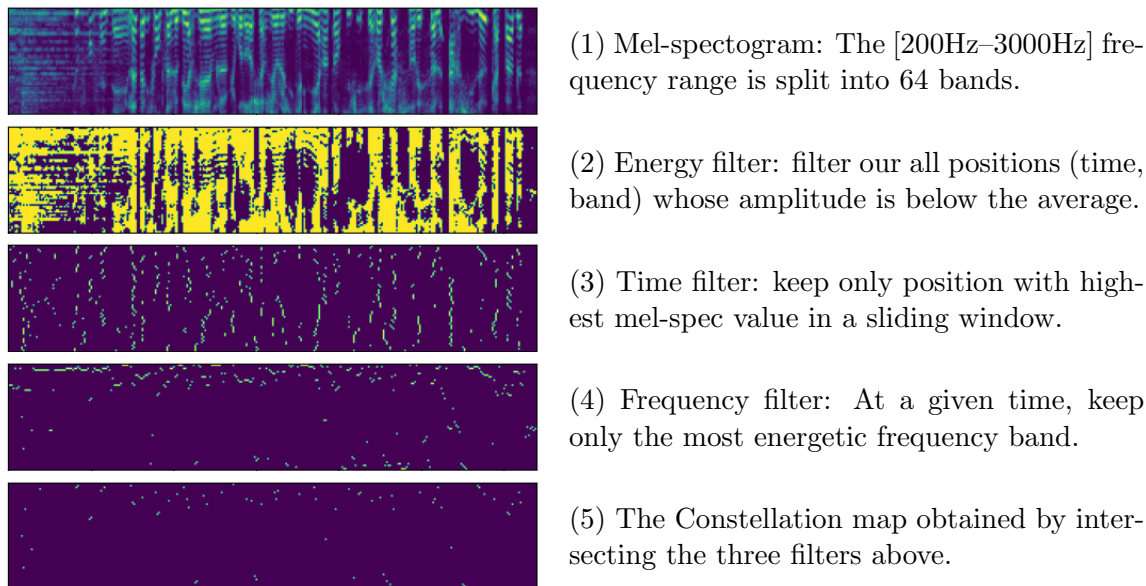 (1) Mel-spectogram: The [200Hz–3000Hz] fre-
quency range is split into 64 bands.
(2) Energy filter: filter our all positions (time,
band) whose amplitude is below the average.
(3) Time filter: keep only position with high-
est mel-spec value in a sliding window.
(4) Frequency filter: At a given time, keep
only the most energetic frequency band.
(5) The Constellation map obtained by inter-
secting the three filters above.